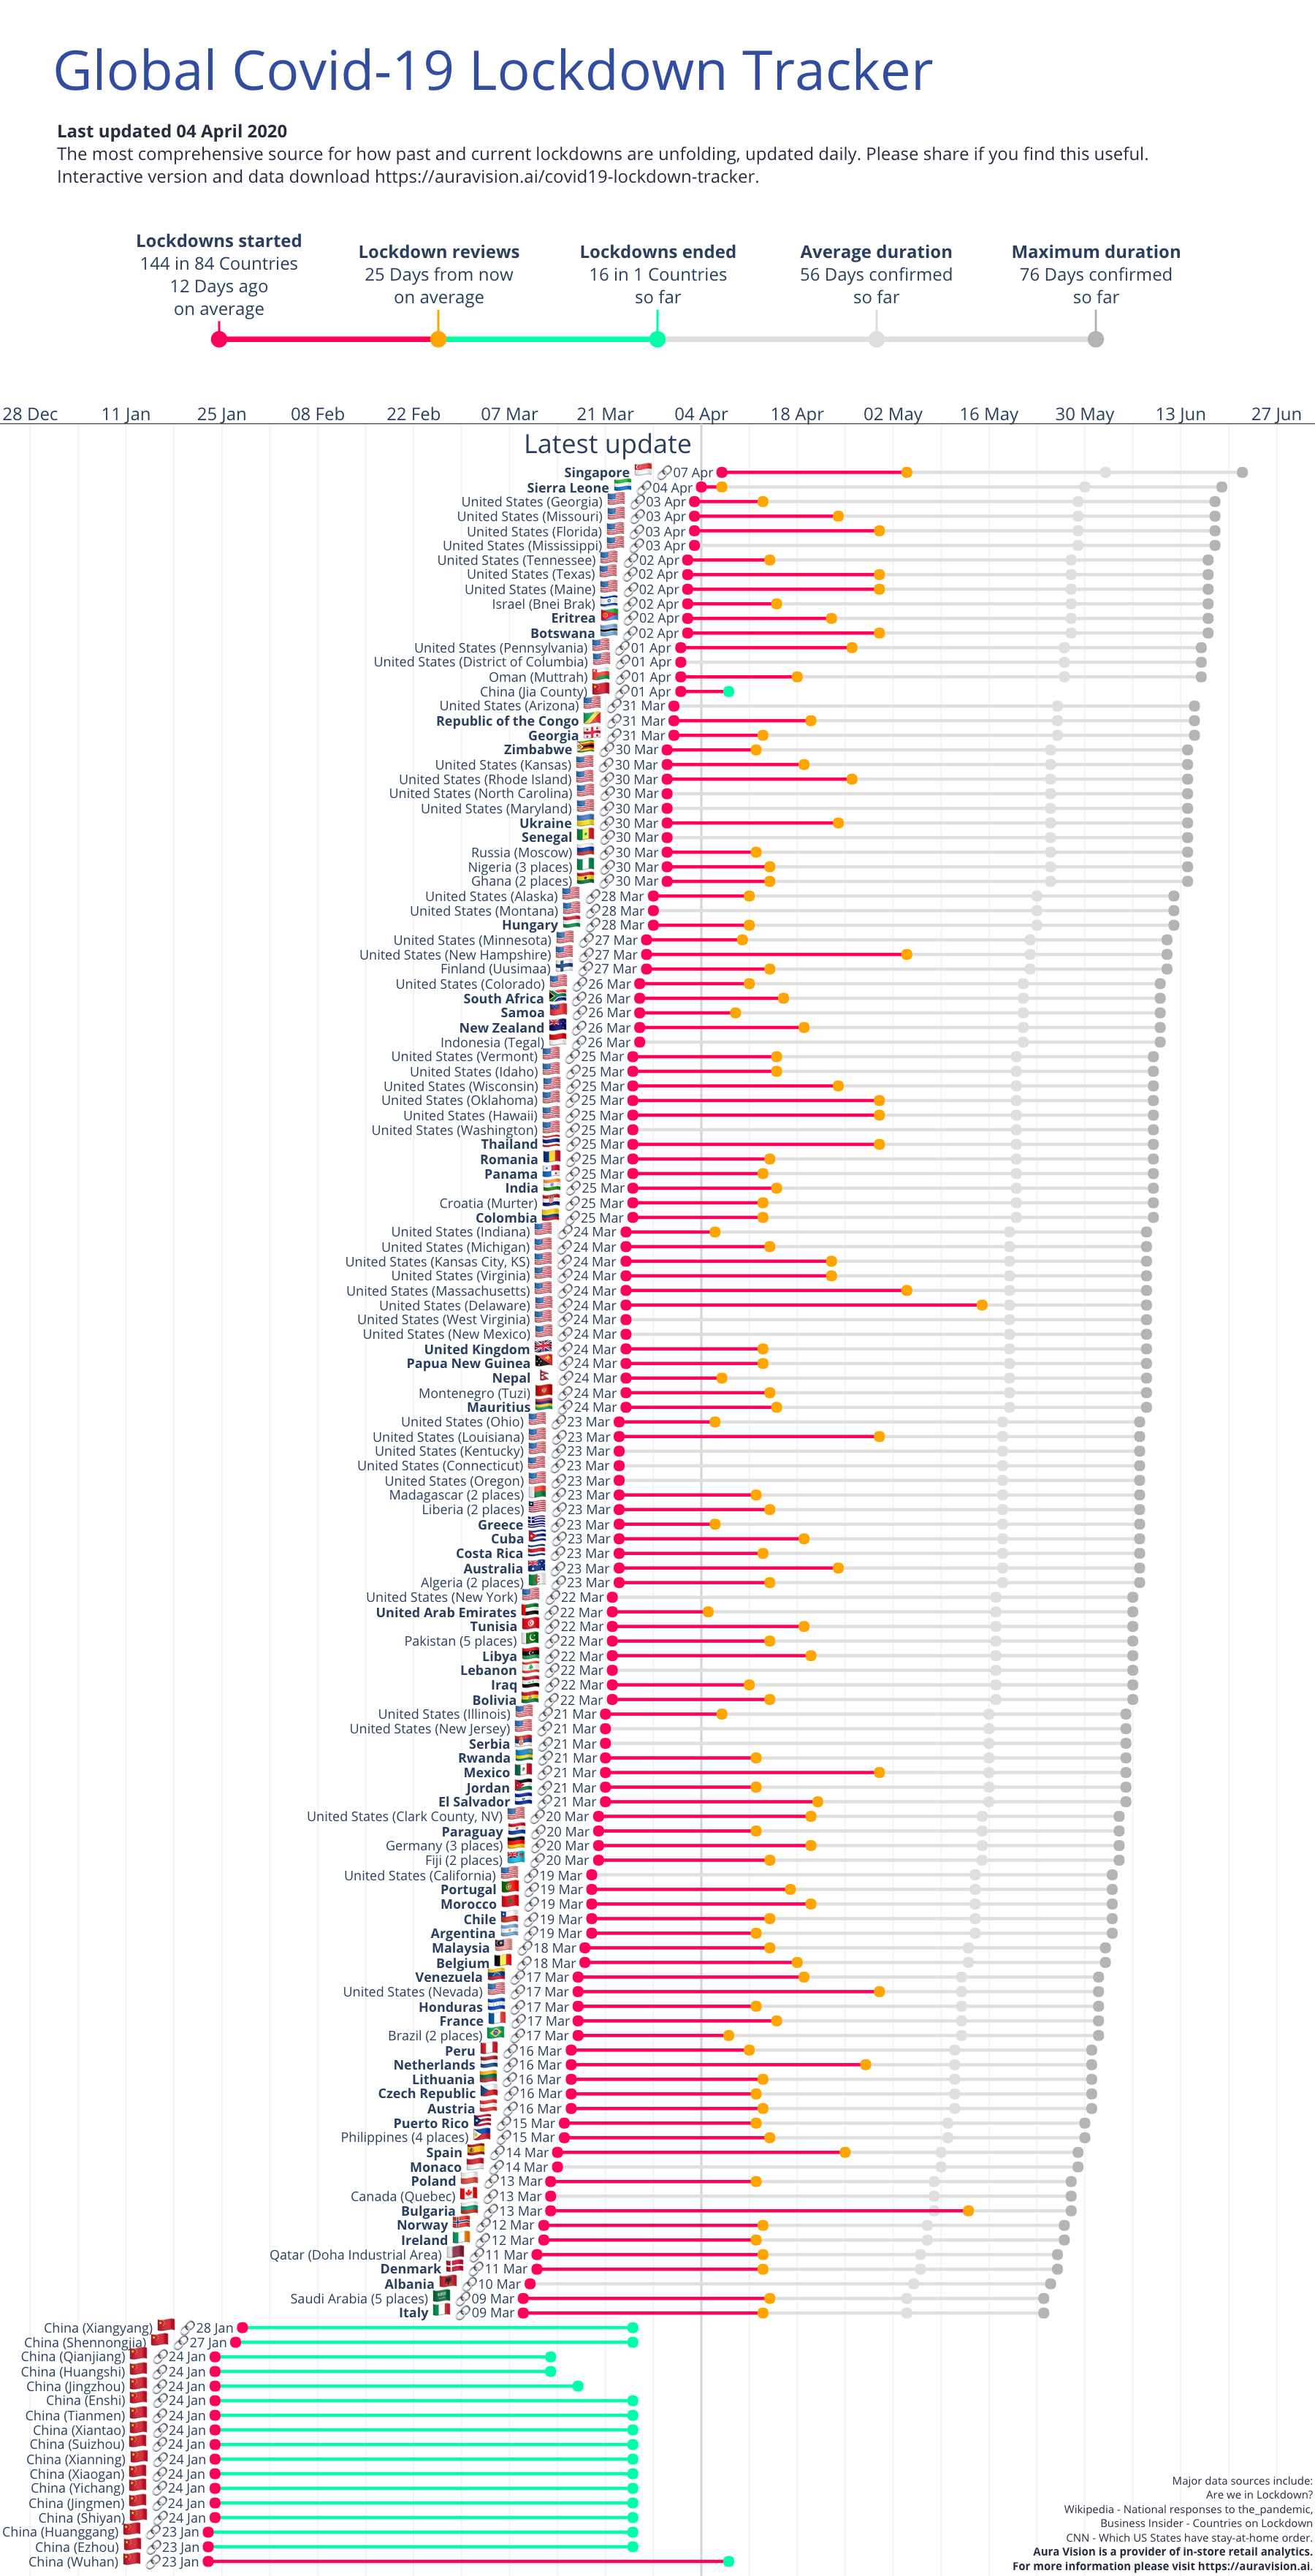 Global Covid-19 Lockdown Tracker
Last updated 04 April 2020
The most comprehensive source for how past and current lockdowns are unfolding, updated daily. Please share if you find this useful.
Interactive version and data download https://auravision.ai/covid19-lockdown-tracker.
Lockdowns started
144 in 84 Countries
12 Days ago
on average
Lockdown reviews
25 Days from now
on average
Lockdowns ended
16 in 1 Countries
so far
Average duration
56 Days confirmed
so far
Maximum duration
76 Days confirmed
so far
28 Dec 11 Jan 25 Jan 08 Feb 22 Feb 07 Mar 21 Mar 04 Apr 18 Apr 02 May 16 May 30 May 13 Jun 27 Jun
Latest update
Singapore 07 Apr
Sierra Leone 04 Apr
United States (Georgia) 03 Apr
United States (Missouri) 03 Apr
United States (Florida) 03 Apr
United States (Mississippi) 03 Apr
United States (Tennessee) 02 Apr
United States (Texas) 02 Apr
United States (Maine) 02 Apr
Israel (Bnei Brak) 02 Apr
Eritrea 02 Apr
Botswana 02 Apr
United States (Pennsylvania) 01 Apr
United States (District of Columbia) 01 Apr
Oman (Muttrah) 01 Apr
China (Jia County) 01 Apr
United States (Arizona) 31 Mar
Republic of the Congo 31 Mar
Georgia 31 Mar
Zimbabwe 30 Mar
United States (Kansas) 30 Mar
United States (Rhode Island) 30 Mar
United States (North Carolina) 30 Mar
United States (Maryland) 30 Mar
Ukraine 30 Mar
Senegal 30 Mar
Russia (Moscow) 30 Mar
Nigeria (3 places) 30 Mar
Ghana (2 places) 30 Mar
United States (Alaska) 28 Mar
United States (Montana) 28 Mar
Hungary 28 Mar
United States (Minnesota) 27 Mar
United States (New Hampshire) 27 Mar
Finland (Uusimaa) 27 Mar
United States (Colorado) 26 Mar
South Africa 26 Mar
Samoa 26 Mar
New Zealand 26 Mar
Indonesia (Tegal) 26 Mar
United States (Vermont) 25 Mar
United States (Idaho) 25 Mar
United States (Wisconsin) 25 Mar
United States (Oklahoma) 25 Mar
United States (Hawaii) 25 Mar
United States (Washington) 25 Mar
Thailand 25 Mar
Romania 25 Mar
Panama 25 Mar
India 25 Mar
Croatia (Murter) 25 Mar
Colombia 25 Mar
United States (Indiana) 24 Mar
United States (Michigan) 24 Mar
United States (Kansas City, KS) 24 Mar
United States (Virginia) 24 Mar
United States (Massachusetts) 24 Mar
United States (Delaware) 24 Mar
United States (West Virginia) 24 Mar
United States (New Mexico) 24 Mar
United Kingdom 24 Mar
Papua New Guinea 24 Mar
Nepal 24 Mar
Montenegro (Tuzi) 24 Mar
Mauritius 24 Mar
United States (Ohio) 23 Mar
United States (Louisiana) 23 Mar
United States (Kentucky) 23 Mar
United States (Connecticut) 23 Mar
United States (Oregon) 23 Mar
Madagascar (2 places) 23 Mar
Liberia (2 places) 23 Mar
Greece 23 Mar
Cuba 23 Mar
Costa Rica 23 Mar
Australia 23 Mar
Algeria (2 places) 23 Mar
United States (New York) 22 Mar
United Arab Emirates 22 Mar
Tunisia 22 Mar
Pakistan (5 places) 22 Mar
Libya 22 Mar
Lebanon 22 Mar
Iraq 22 Mar
Bolivia 22 Mar
United States (Illinois) 21 Mar
United States (New Jersey) 21 Mar
Serbia 21 Mar
Rwanda 21 Mar
Mexico 21 Mar
Jordan 21 Mar
El Salvador 21 Mar
United States (Clark County, NV) 20 Mar
Paraguay 20 Mar
Germany (3 places) 20 Mar
Fiji (2 places) 20 Mar
United States (California) 19 Mar
Portugal 19 Mar
Morocco 19 Mar
Chile 19 Mar
Argentina 19 Mar
Malaysia 18 Mar
Belgium 18 Mar
Venezuela 17 Mar
United States (Nevada) 17 Mar
Honduras 17 Mar
France 17 Mar
Brazil (2 places) 17 Mar
Peru 16 Mar
Netherlands 16 Mar
Lithuania 16 Mar
Czech Republic 16 Mar
Austria 16 Mar
Puerto Rico 15 Mar
Philippines (4 places) 15 Mar
Spain 14 Mar
Monaco 14 Mar
Poland 13 Mar
Canada (Quebec) 13 Mar
Bulgaria 13 Mar
Norway 12 Mar
Ireland 12 Mar
Qatar (Doha Industrial Area) 11 Mar
Denmark 11 Mar
Albania 10 Mar
Saudi Arabia (5 places) 09 Mar
Italy 09 Mar
China (Xiangyang) 28 Jan
China (Shennongjia) 27 Jan
China (Qianjiang) 24 Jan
China (Huangshi) 24 Jan
China (Jingzhou) 24 Jan
China (Enshi) 24 Jan
China (Tianmen) 24 Jan
China (Xiantao) 24 Jan
China (Suizhou) 24 Jan
China (Xianning) 24 Jan
China (Xiaogan) 24 Jan
China (Yichang) 24 Jan
China (Jingmen) 24 Jan
China (Shiyan) 24 Jan
China (Huanggang) 23 Jan
China (Ezhou) 23 Jan
China (Wuhan) 23 Jan
Major data sources include:
Are we in Lockdown?
Wikipedia - National responses to the_pandemic,
Business Insider - Countries on Lockdown
CNN - Which US States have stay-at-home order.
Aura Vision is a provider of in-store retail analytics.
For more information please visit https://auravision.ai.